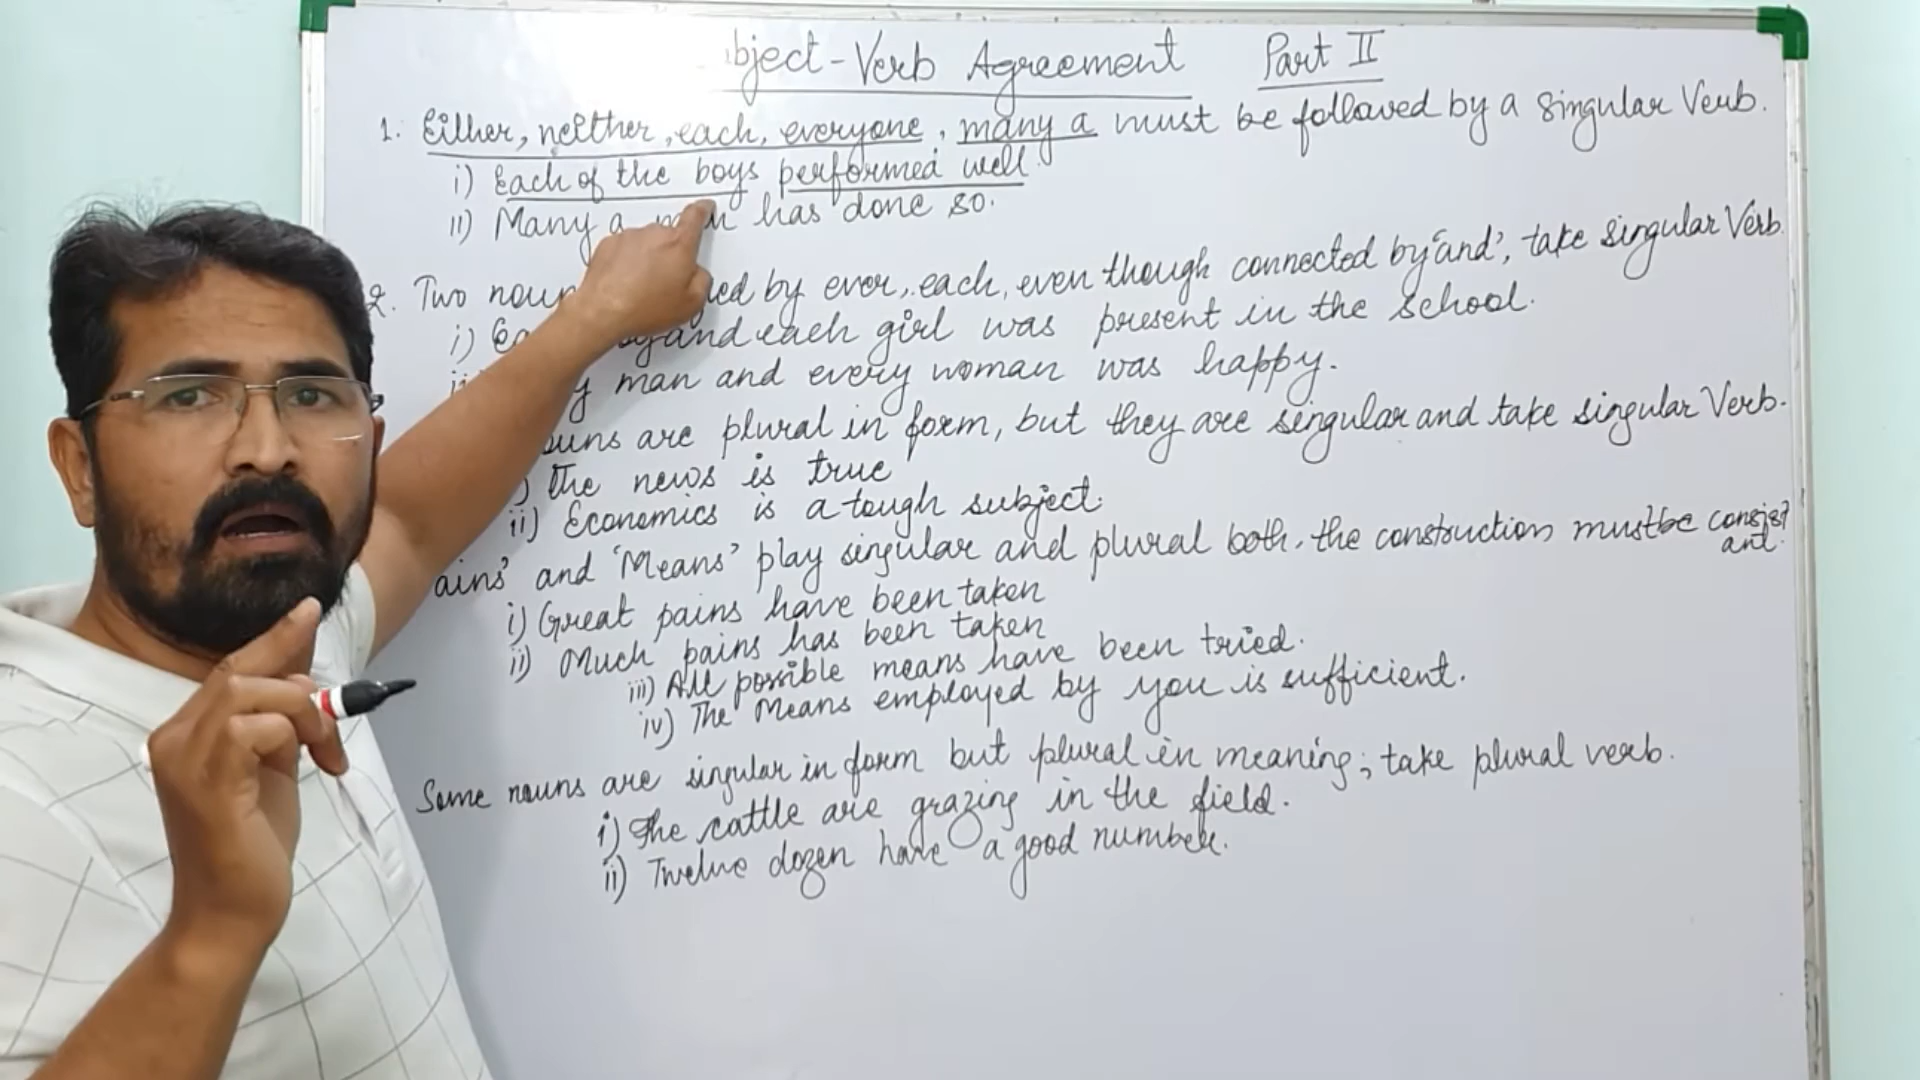 bject-Verb Agreement Part II
1. Either, neither, each, everyone, many a must be followed by a singular Verb.
i) Each of the boys performed well.
ii) Many a man has done so.
2. Two noun ed by ever, each, even though connected by 'and', take singular Verb.
i) Ea and each girl was present in the school.
y man and every woman was happy.
ouns are plural in form, but they are singular and take singular Verb.
) The news is true
ii) Economics is a tough subject.
ains' and 'Means' play singular and plural both. the construction must be consist
ant.
i) Great pains have been taken
ii) Much pains has been taken
iii) All possible means have been tried.
iv) The Means employed by you is sufficient.
Some nouns are singular in form but plural in meaning; take plural verb.
i) The cattle are grazing in the field.
ii) Twelve dozen have a good number.